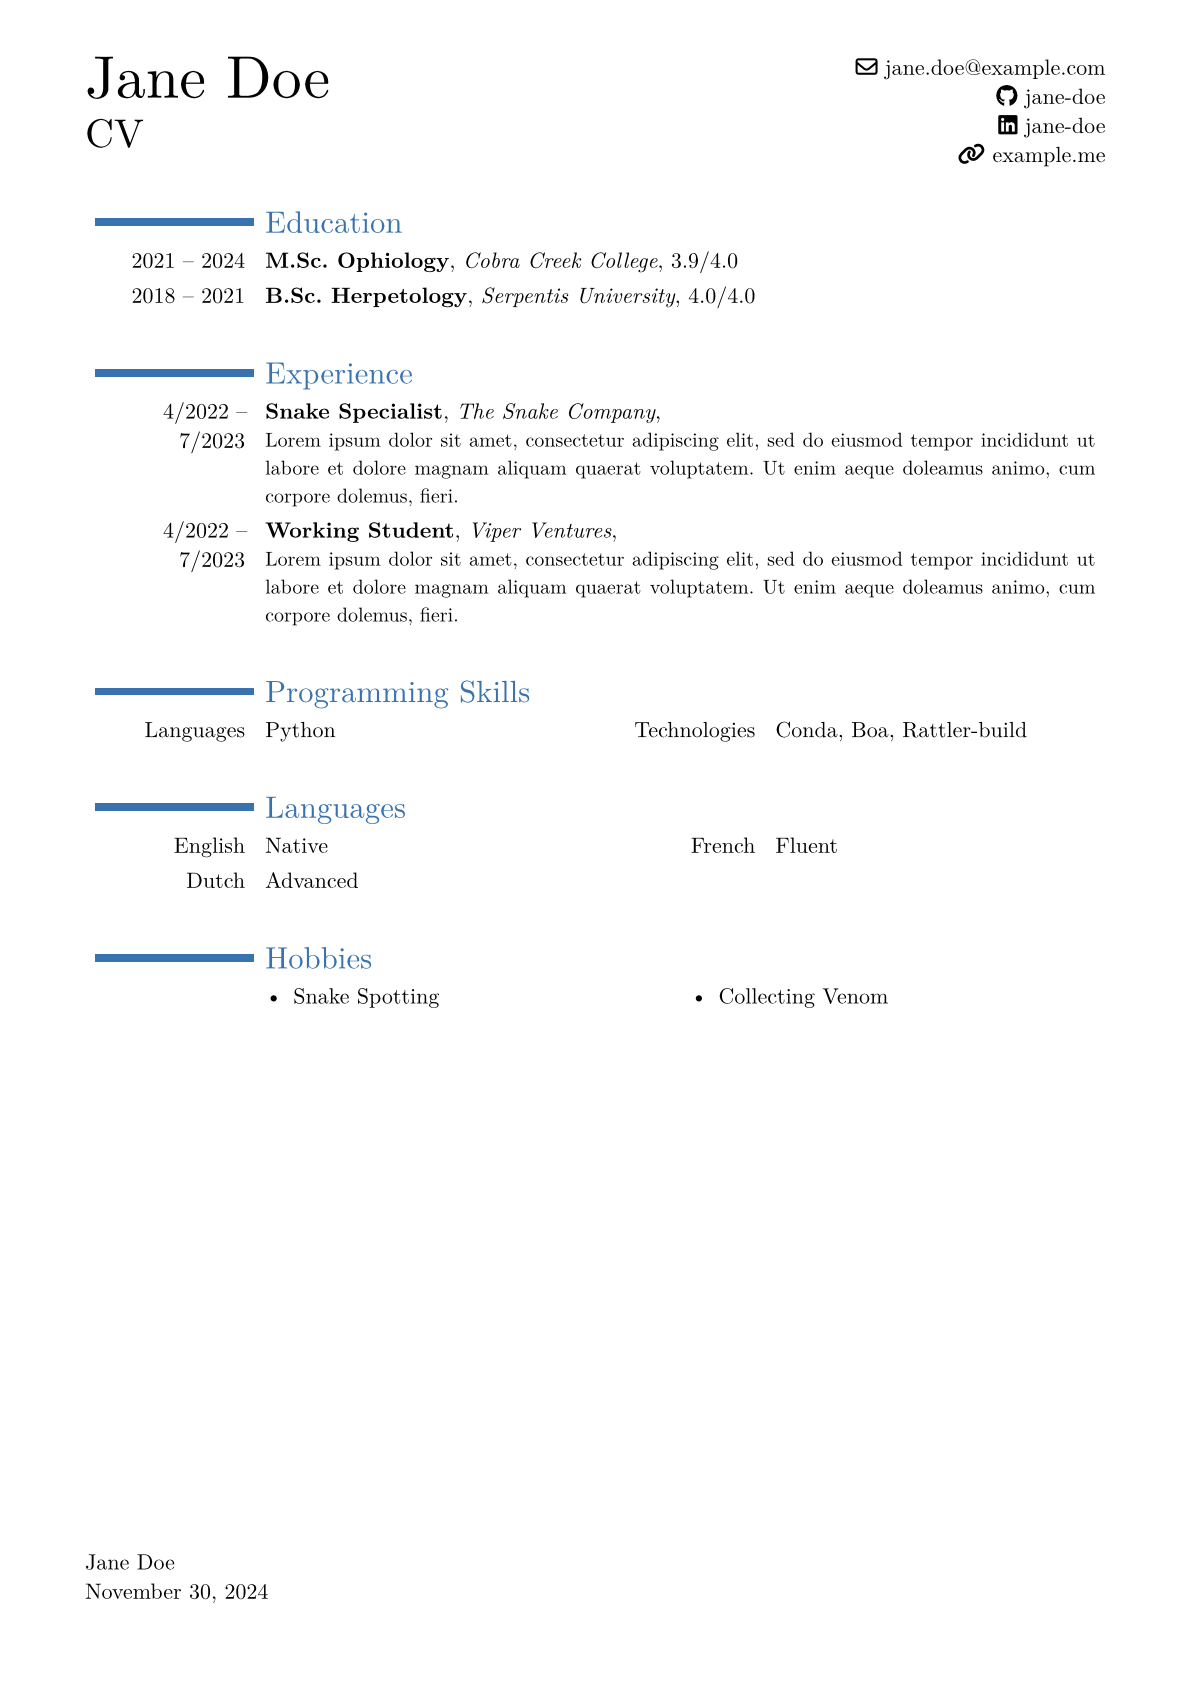 Jane Doe
CV
jane.doe@example.com
jane-doe
jane-doe
example.me
Education
2021 – 2024 M.Sc. Ophiology, Cobra Creek College, 3.9/4.0
2018 – 2021 B.Sc. Herpetology, Serpentis University, 4.0/4.0
Experience
4/2022 – Snake Specialist, The Snake Company,
7/2023 Lorem ipsum dolor sit amet, consectetur adipiscing elit, sed do eiusmod tempor incididunt ut
labore et dolore magnam aliquam quaerat voluptatem. Ut enim aeque doleamus animo, cum
corpore dolemus, fieri.
4/2022 – Working Student, Viper Ventures,
7/2023 Lorem ipsum dolor sit amet, consectetur adipiscing elit, sed do eiusmod tempor incididunt ut
labore et dolore magnam aliquam quaerat voluptatem. Ut enim aeque doleamus animo, cum
corpore dolemus, fieri.
Programming Skills
Languages Python Technologies Conda, Boa, Rattler-build
Languages
English Native French Fluent
Dutch Advanced
Hobbies
• Snake Spotting • Collecting Venom
Jane Doe
November 30, 2024